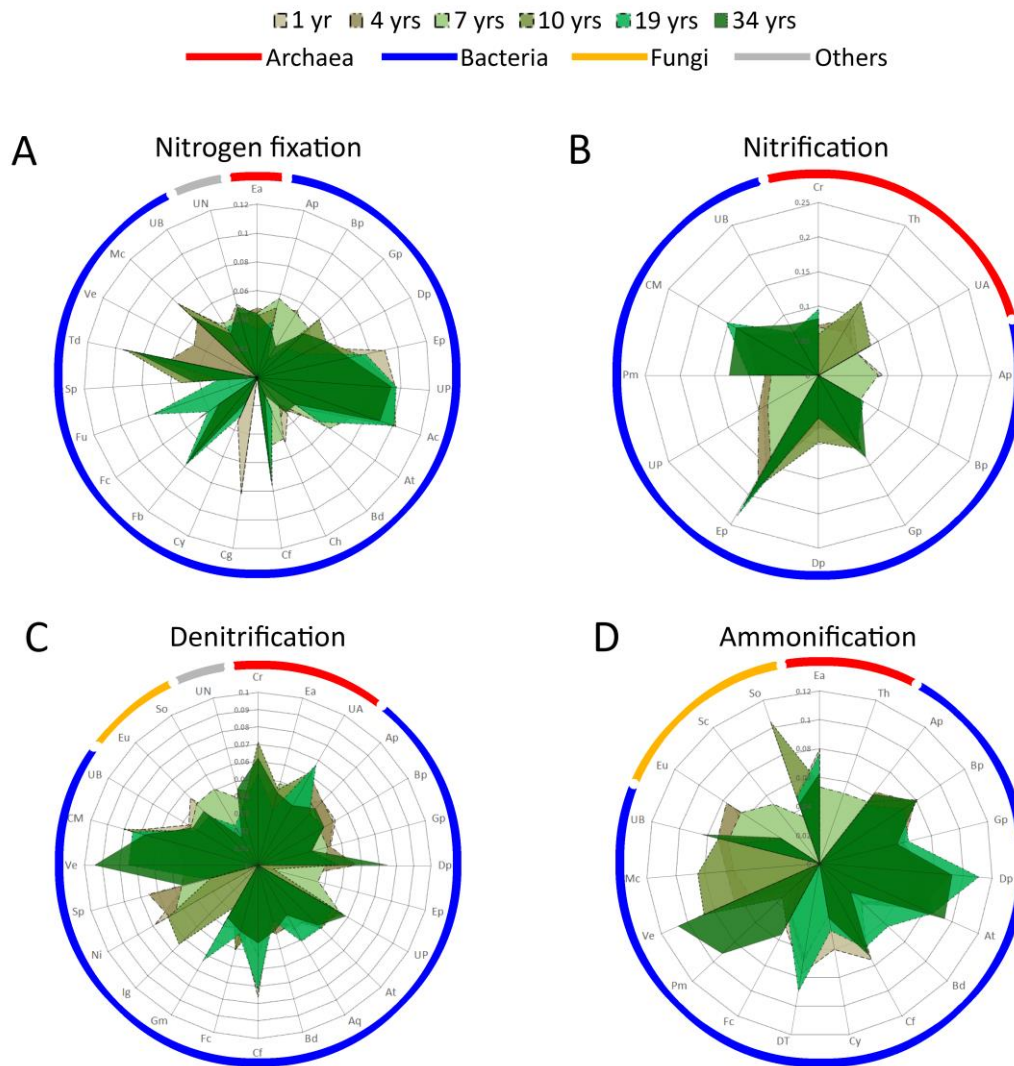 1 yr 4 yrs 7 yrs 10 yrs 19 yrs 34 yrs
Archaea Bacteria Fungi Others
A
Nitrogen fixation
Ea
Ap
Bp
Gp
Dp
Ep
UP
Ac
At
Bd
Ch
Cf
Cg
Cy
Fb
Fc
Fu
Sp
Td
Ve
Mc
UB
UN
0.12
0.1
0.08
0.06
B
Nitrification
Cr
Th
UA
Ap
Bp
Gp
Dp
Ep
UP
Pm
CM
UB
0,25
0,2
0,15
0,1
C
Denitrification
Cr
Ea
UA
Ap
Bp
Gp
Dp
Ep
UP
At
Aq
Bd
Cf
Fc
Gm
Ig
Ni
Sp
Ve
CM
UB
Eu
So
UN
0.1
0.09
0.08
0.07
0.06
D
Ammonification
Ea
Th
Ap
Bp
Gp
Dp
At
Bd
Cf
Cy
DT
Fc
Pm
Ve
Mc
UB
Eu
Sc
So
0.12
0.1
0.08